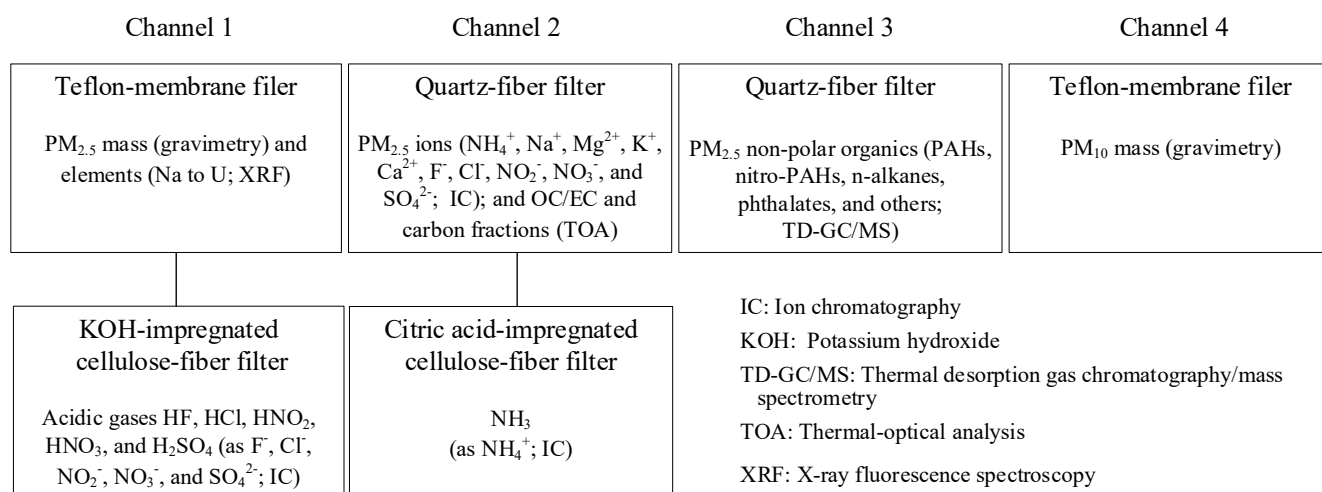 Channel 1
Channel 2
Channel 3
Channel 4
Teflon-membrane filer
PM₂.₅ mass (gravimetry) and
elements (Na to U; XRF)
Quartz-fiber filter
PM₂.₅ ions (NH₄⁺, Na⁺, Mg²⁺, K⁺,
Ca²⁺, F⁻, Cl⁻, NO₂⁻, NO₃⁻, and
SO₄²⁻; IC); and OC/EC and
carbon fractions (TOA)
Quartz-fiber filter
PM₂.₅ non-polar organics (PAHs,
nitro-PAHs, n-alkanes,
phthalates, and others;
TD-GC/MS)
Teflon-membrane filer
PM₁₀ mass (gravimetry)
KOH-impregnated
cellulose-fiber filter
Acidic gases HF, HCl, HNO₂,
HNO₃, and H₂SO₄ (as F⁻, Cl⁻,
NO₂⁻, NO₃⁻, and SO₄²⁻; IC)
Citric acid-impregnated
cellulose-fiber filter
NH₃
(as NH₄⁺; IC)
IC: Ion chromatography
KOH: Potassium hydroxide
TD-GC/MS: Thermal desorption gas chromatography/mass
spectrometry
TOA: Thermal-optical analysis
XRF: X-ray fluorescence spectroscopy